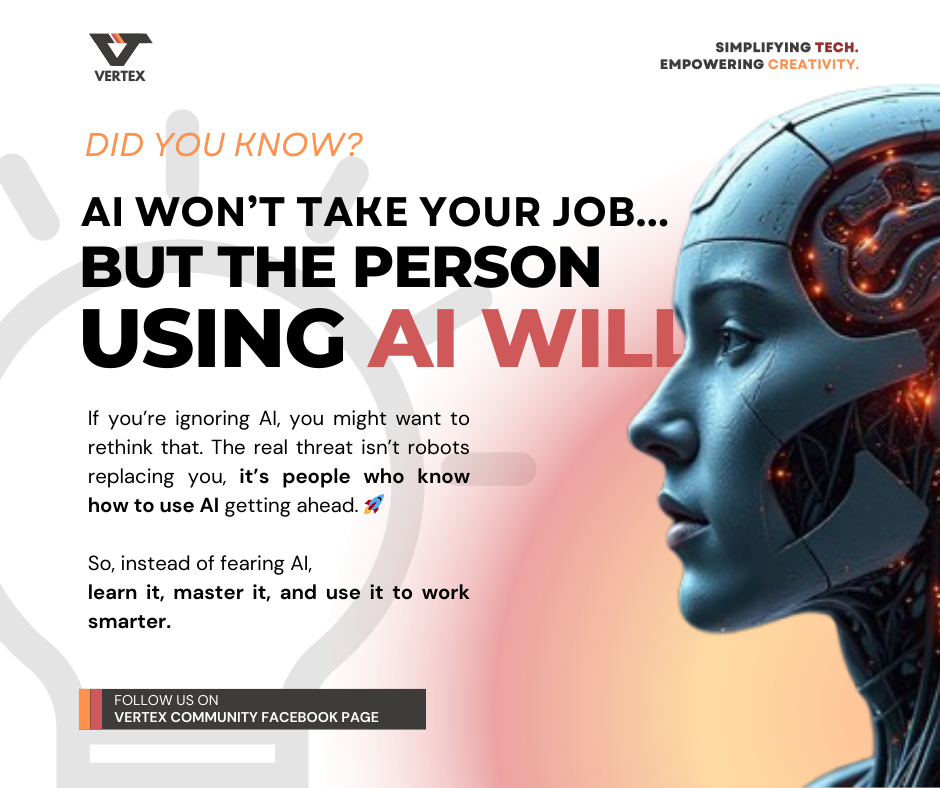 VERTEX
SIMPLIFYING TECH.
EMPOWERING CREATIVITY.
DID YOU KNOW?
AI WON’T TAKE YOUR JOB...
BUT THE PERSON
USING AI WILL
If you’re ignoring AI, you might want to
rethink that. The real threat isn’t robots
replacing you, it’s people who know
how to use AI getting ahead. 🚀
So, instead of fearing AI,
learn it, master it, and use it to work
smarter.
FOLLOW US ON
VERTEX COMMUNITY FACEBOOK PAGE